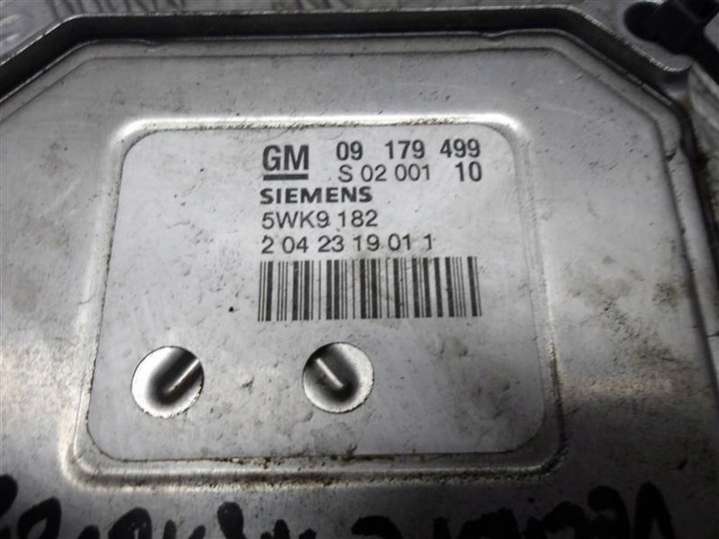 GM 09 179 499
S 02 001 10
SIEMENS
5WK9 182
2 04 23 19 01 1